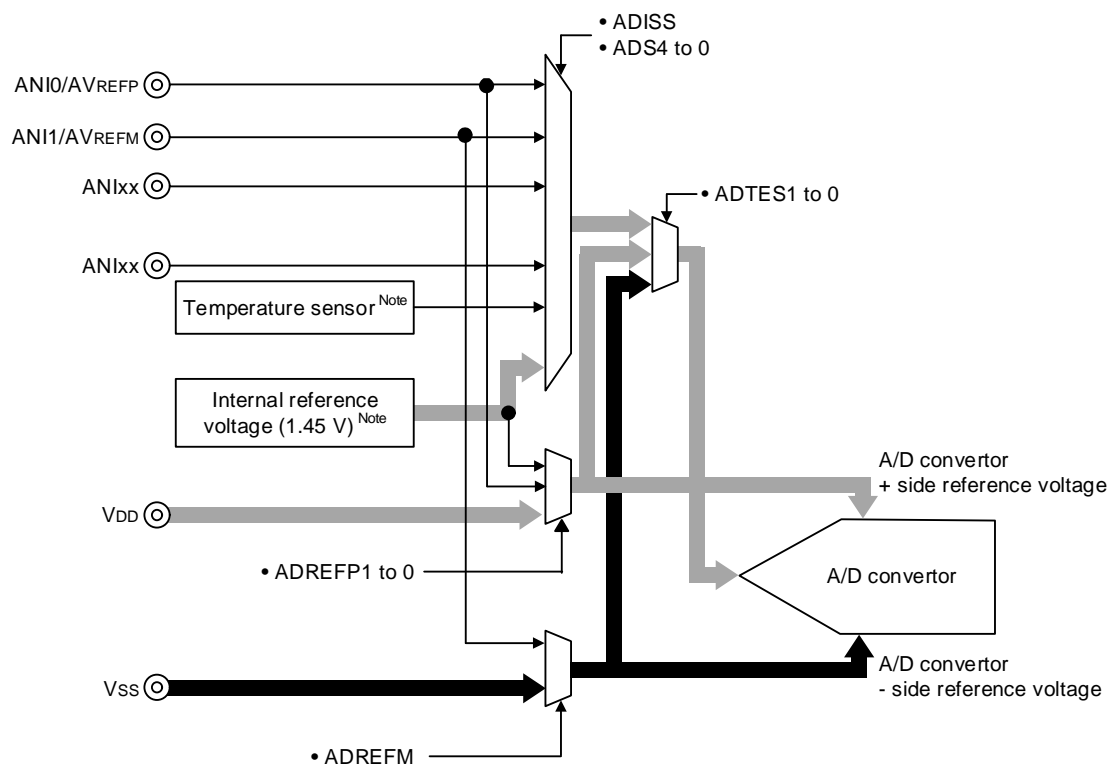 • ADISS
• ADS4 to 0
ANI0/AVREFP
ANI1/AVREFM
ANIxx
• ADTES1 to 0
ANIxx
Temperature sensor Note
Internal reference
voltage (1.45 V) Note
A/D convertor
+ side reference voltage
VDD
• ADREFP1 to 0
A/D convertor
A/D convertor
- side reference voltage
VSS
• ADREFM